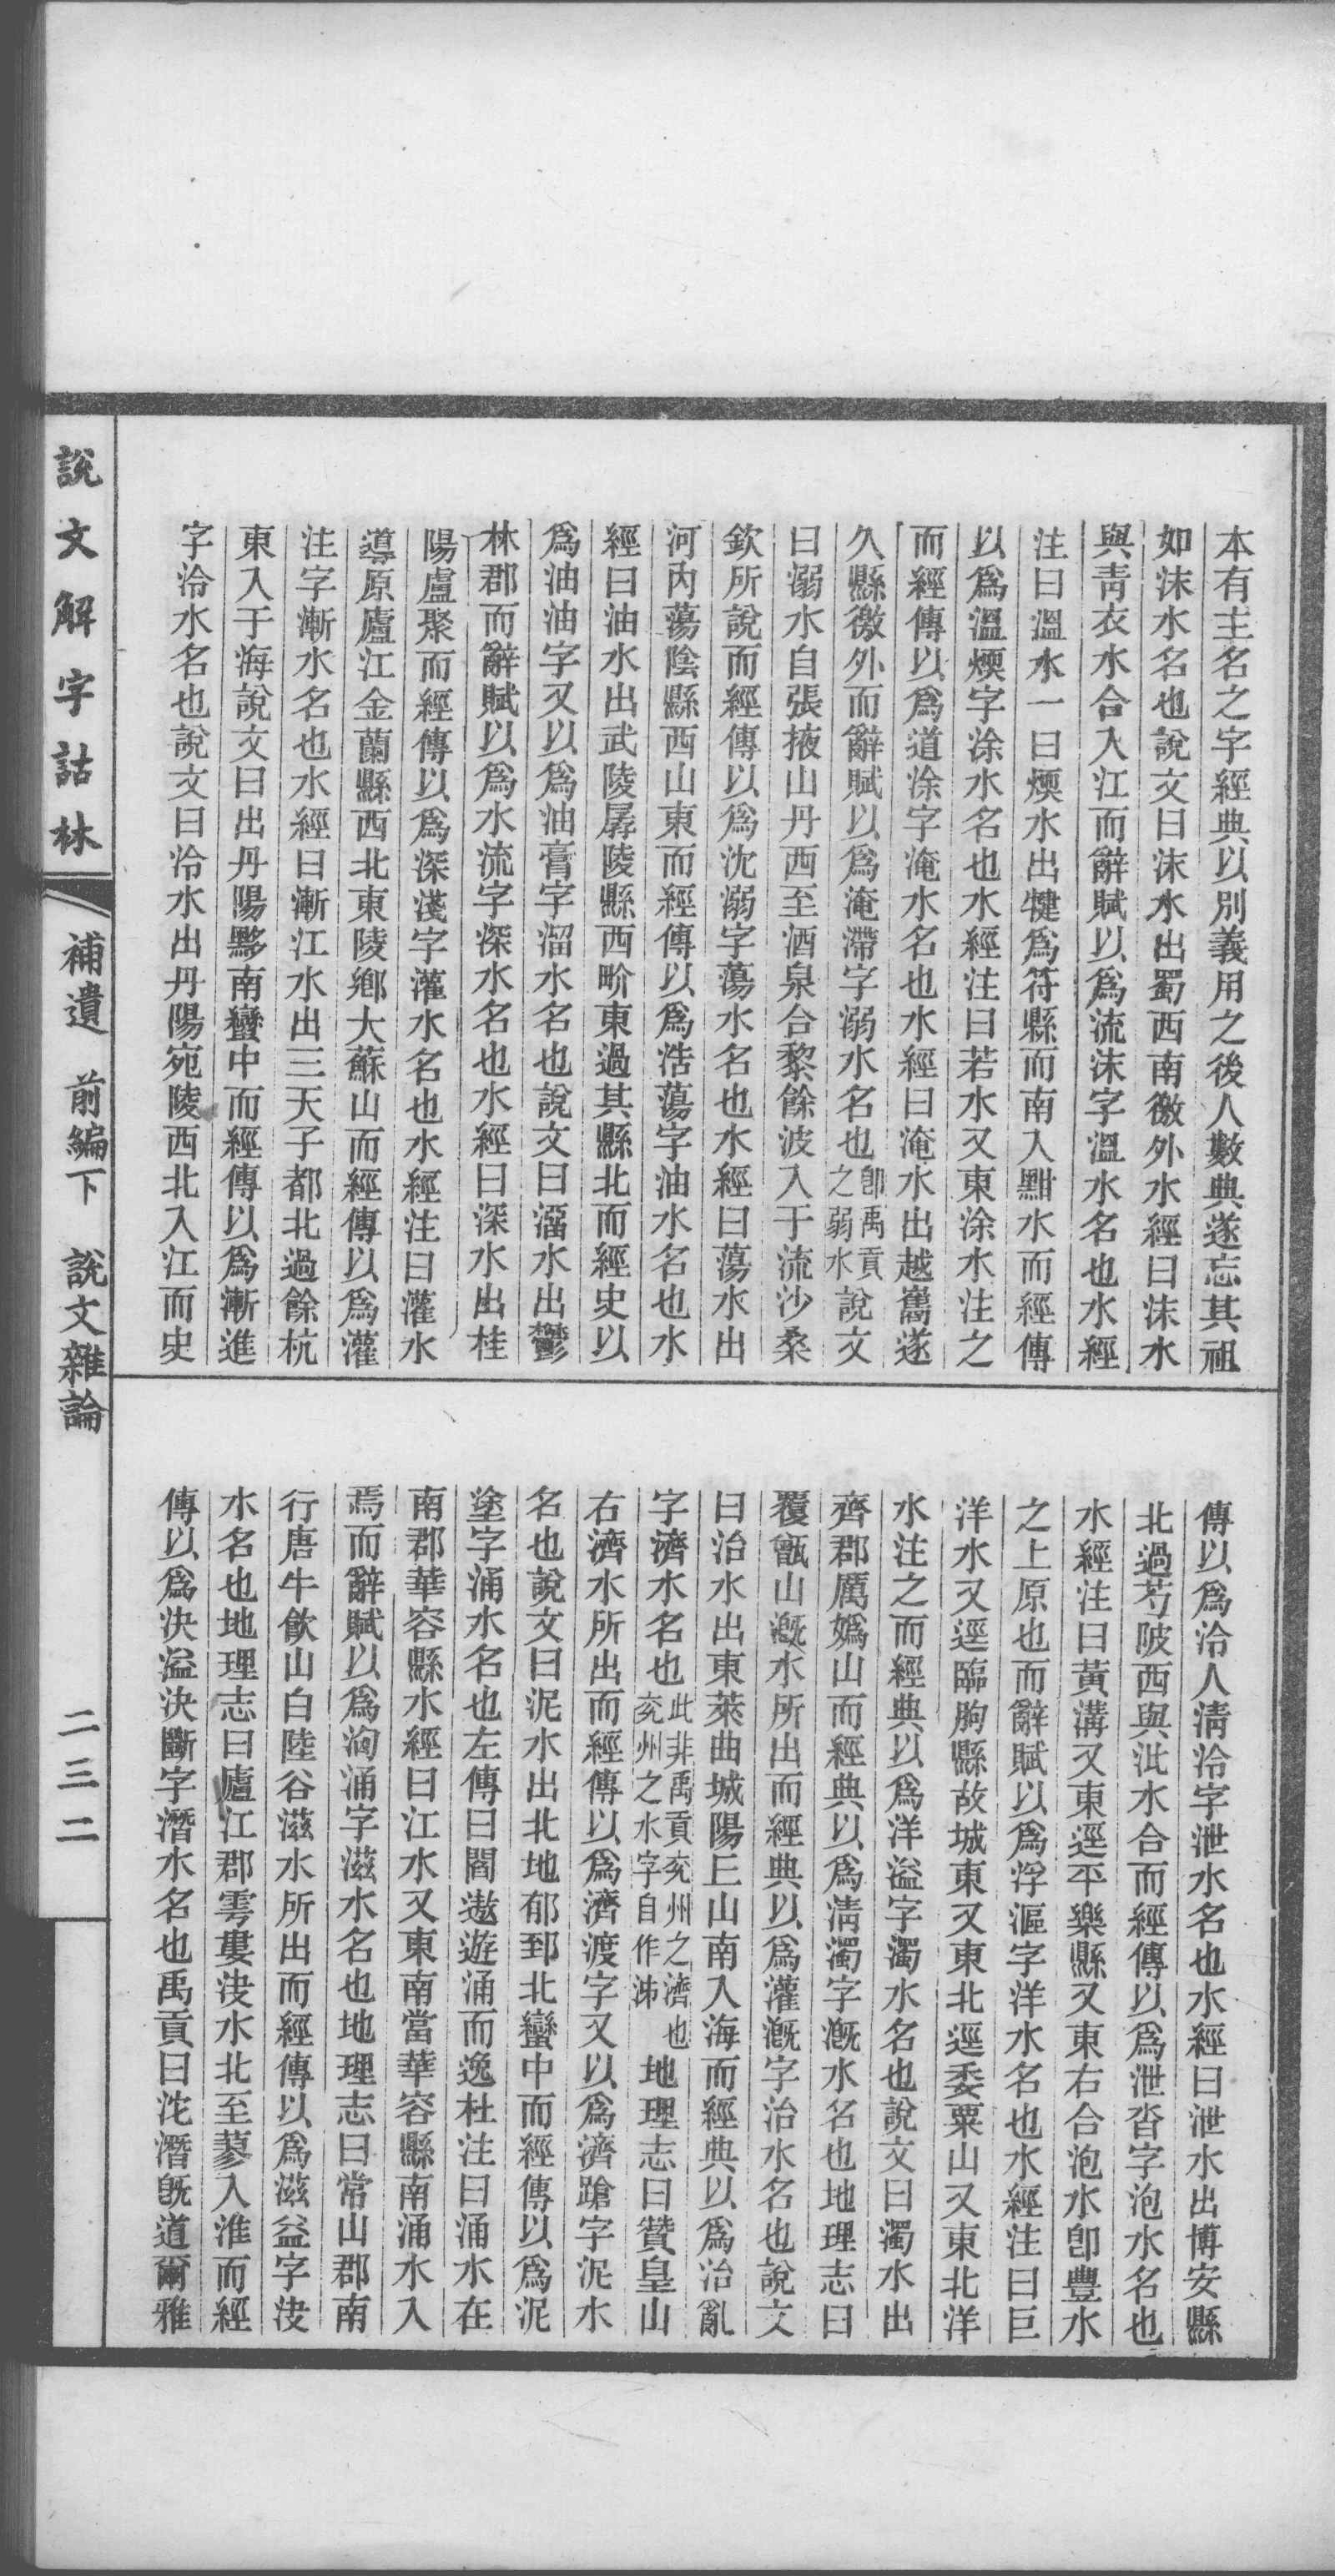 本有主名之字經典以別義用之後人數典遂忘其祖
如沫水名也說文曰沫水出蜀西南徼外水經曰沫水
與青衣水合入江而辭賦以爲流沫字溫水名也水經
注曰溫水一曰煗水出犍爲符縣而南入黚水而經傳
以爲溫煗字涂水名也水經注曰若水又東涂水注之
而經傳以爲道涂字淹水名也水經曰淹水出越嶲遂
久縣徼外而辭賦以爲淹滯字溺水名也卽禹貢之弱水說文
曰溺水自張掖山丹西至酒泉合黎餘波入于流沙桑
欽所說而經傳以爲沈溺字蕩水名也水經曰蕩水出
河內蕩陰縣西山東而經傳以爲浩蕩字油水名也水
經曰油水出武陵孱陵縣西畍東過其縣北而經史以
爲油油字又以爲油膏字溜水名也說文曰溜水出鬱
林郡而辭賦以爲水流字深水名也水經曰深水出桂
陽盧聚而經傳以爲深淺字灌水名也水經注曰灌水
導原廬江金蘭縣西北東陵鄉大蘇山而經傳以爲灌
注字漸水名也水經曰漸江水出三天子都北過餘杭
東入于海說文曰出丹陽黟南蠻中而經傳以爲漸進
字泠水名也說文曰泠水出丹陽宛陵西北入江而史
傳以爲泠人淸泠字泄水名也水經曰泄水出博安縣
北過芍陂西與沘水合而經傳以爲泄沓字泡水名也
水經注曰黃溝又東逕平樂縣又東右合泡水卽豐水
之上原也而辭賦以爲浮漚字洋水名也水經注曰巨
洋水又逕臨朐縣故城東又東北逕委粟山又東北洋
水注之而經典以爲洋溢字濁水名也說文曰濁水出
齊郡厲嬀山而經典以爲淸濁字漑水名也地理志曰
覆甑山漑水所出而經典以爲灌漑字治水名也說文
曰治水出東萊曲城陽丘山南入海而經典以爲治亂
字濟水名也此非禹貢兗州之濟也兗州之水字自作泲地理志曰贊皇山
右濟水所出而經傳以爲濟渡字又以爲濟蹌字泥水
名也說文曰泥水出北地郁郅北蠻中而經傳以爲泥
塗字涌水名也左傳曰閻遨遊涌而逸杜注曰涌水在
南郡華容縣水經曰江水又東南當華容縣南涌水入
焉而辭賦以爲洶涌字滋水名也地理志曰常山郡南
行唐牛飮山白陸谷滋水所出而經傳以爲滋益字決
水名也地理志曰廬江郡雩婁決水北至蓼入淮而經
傳以爲決溢決斷字潛水名也禹貢曰沱潛旣道爾雅
說文解字詁林
補遺　前編下　說文雜論
二三二